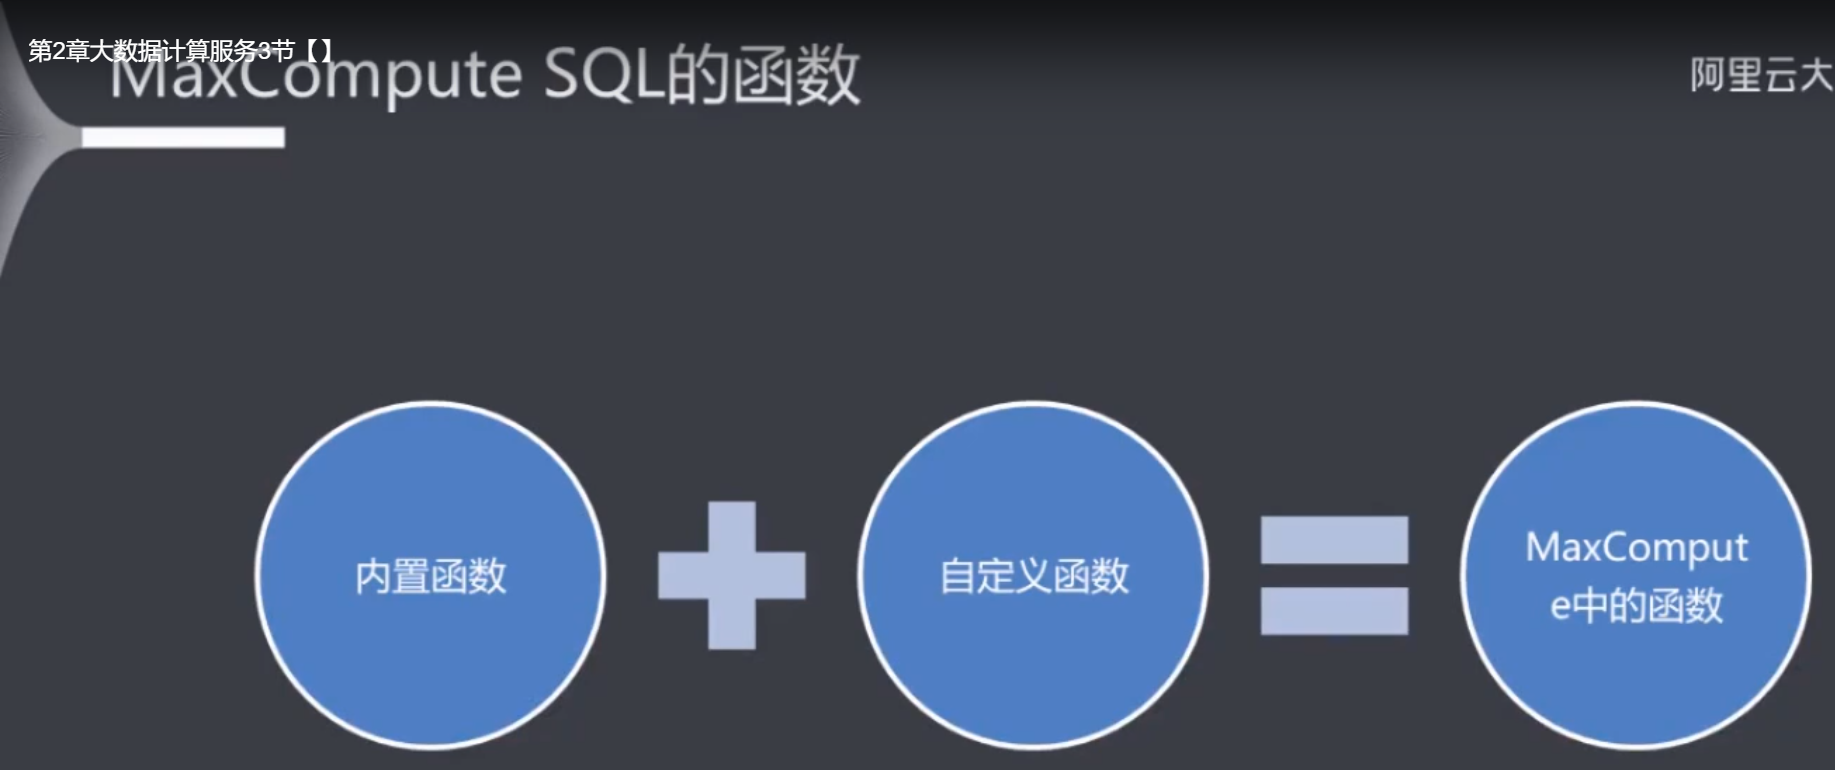 第2章大数据计算服务3节【】
MaxCompute SQL的函数
阿里云大
内置函数
自定义函数
MaxComput
e中的函数